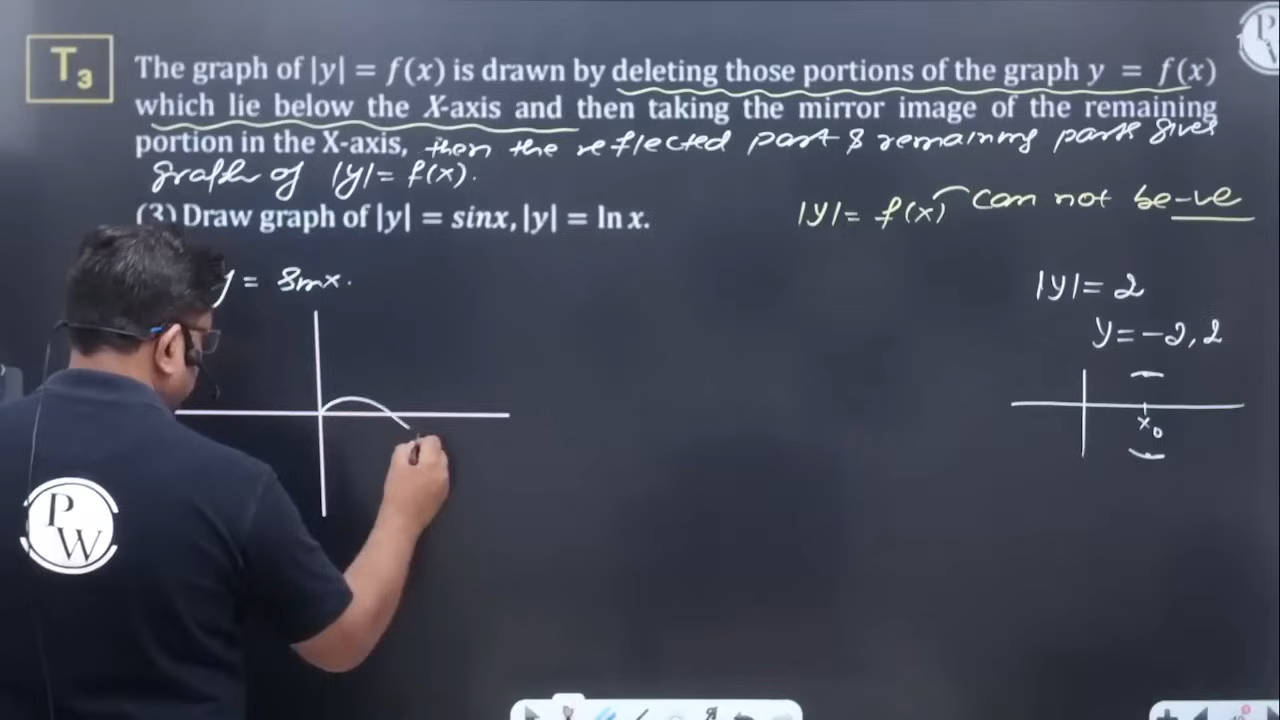 T3
The graph of |y| = f(x) is drawn by deleting those portions of the graph y = f(x)
which lie below the X-axis and then taking the mirror image of the remaining
portion in the X-axis, then the reflected part & remaining part gives
graph of |y| = f(x).
(3) Draw graph of |y| = sinx, |y| = ln x.
|y| = f(x) can not be -ve
y = sinx.
|y| = 2
y = -2, 2
x0
P W
P W